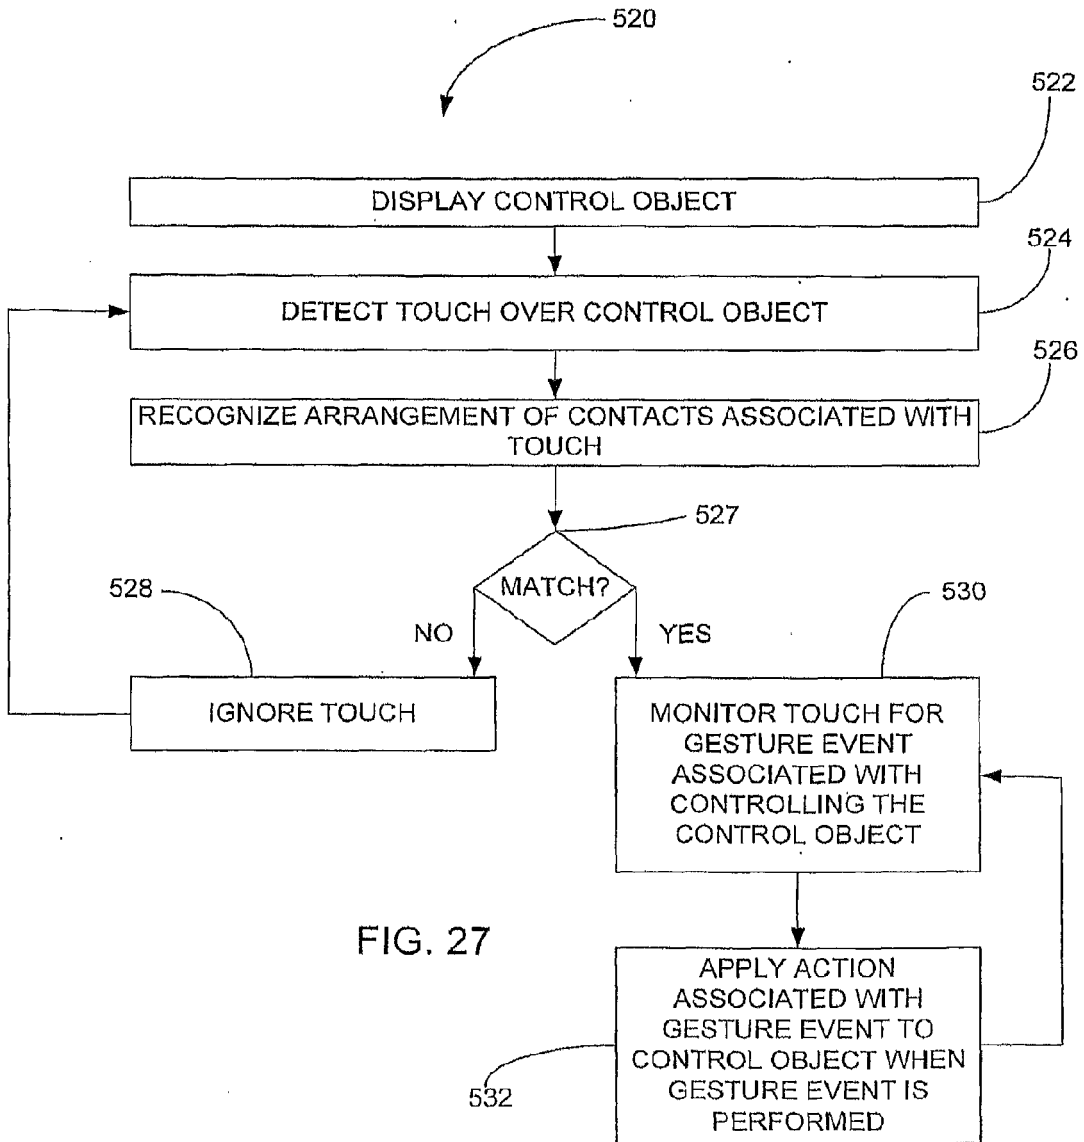 520
522
DISPLAY CONTROL OBJECT
524
DETECT TOUCH OVER CONTROL OBJECT
526
RECOGNIZE ARRANGEMENT OF CONTACTS ASSOCIATED WITH
TOUCH
527
MATCH?
528
530
NO
YES
IGNORE TOUCH
MONITOR TOUCH FOR
GESTURE EVENT
ASSOCIATED WITH
CONTROLLING THE
CONTROL OBJECT
FIG. 27
APPLY ACTION
ASSOCIATED WITH
GESTURE EVENT TO
CONTROL OBJECT WHEN
GESTURE EVENT IS
PERFORMED
532